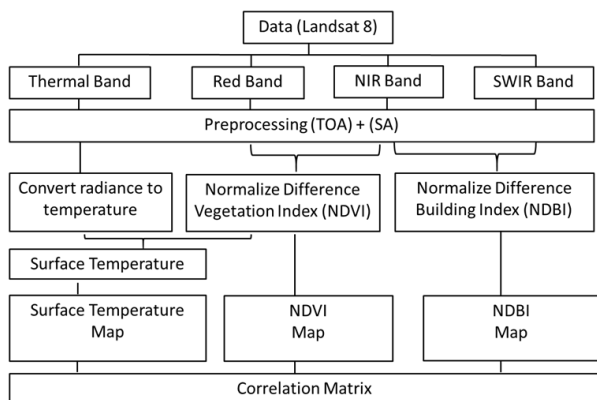 Data (Landsat 8)
Thermal Band
Red Band
NIR Band
SWIR Band
Preprocessing (TOA) + (SA)
Convert radiance to
temperature
Normalize Difference
Vegetation Index (NDVI)
Normalize Difference
Building Index (NDBI)
Surface Temperature
Surface Temperature
Map
NDVI
Map
NDBI
Map
Correlation Matrix